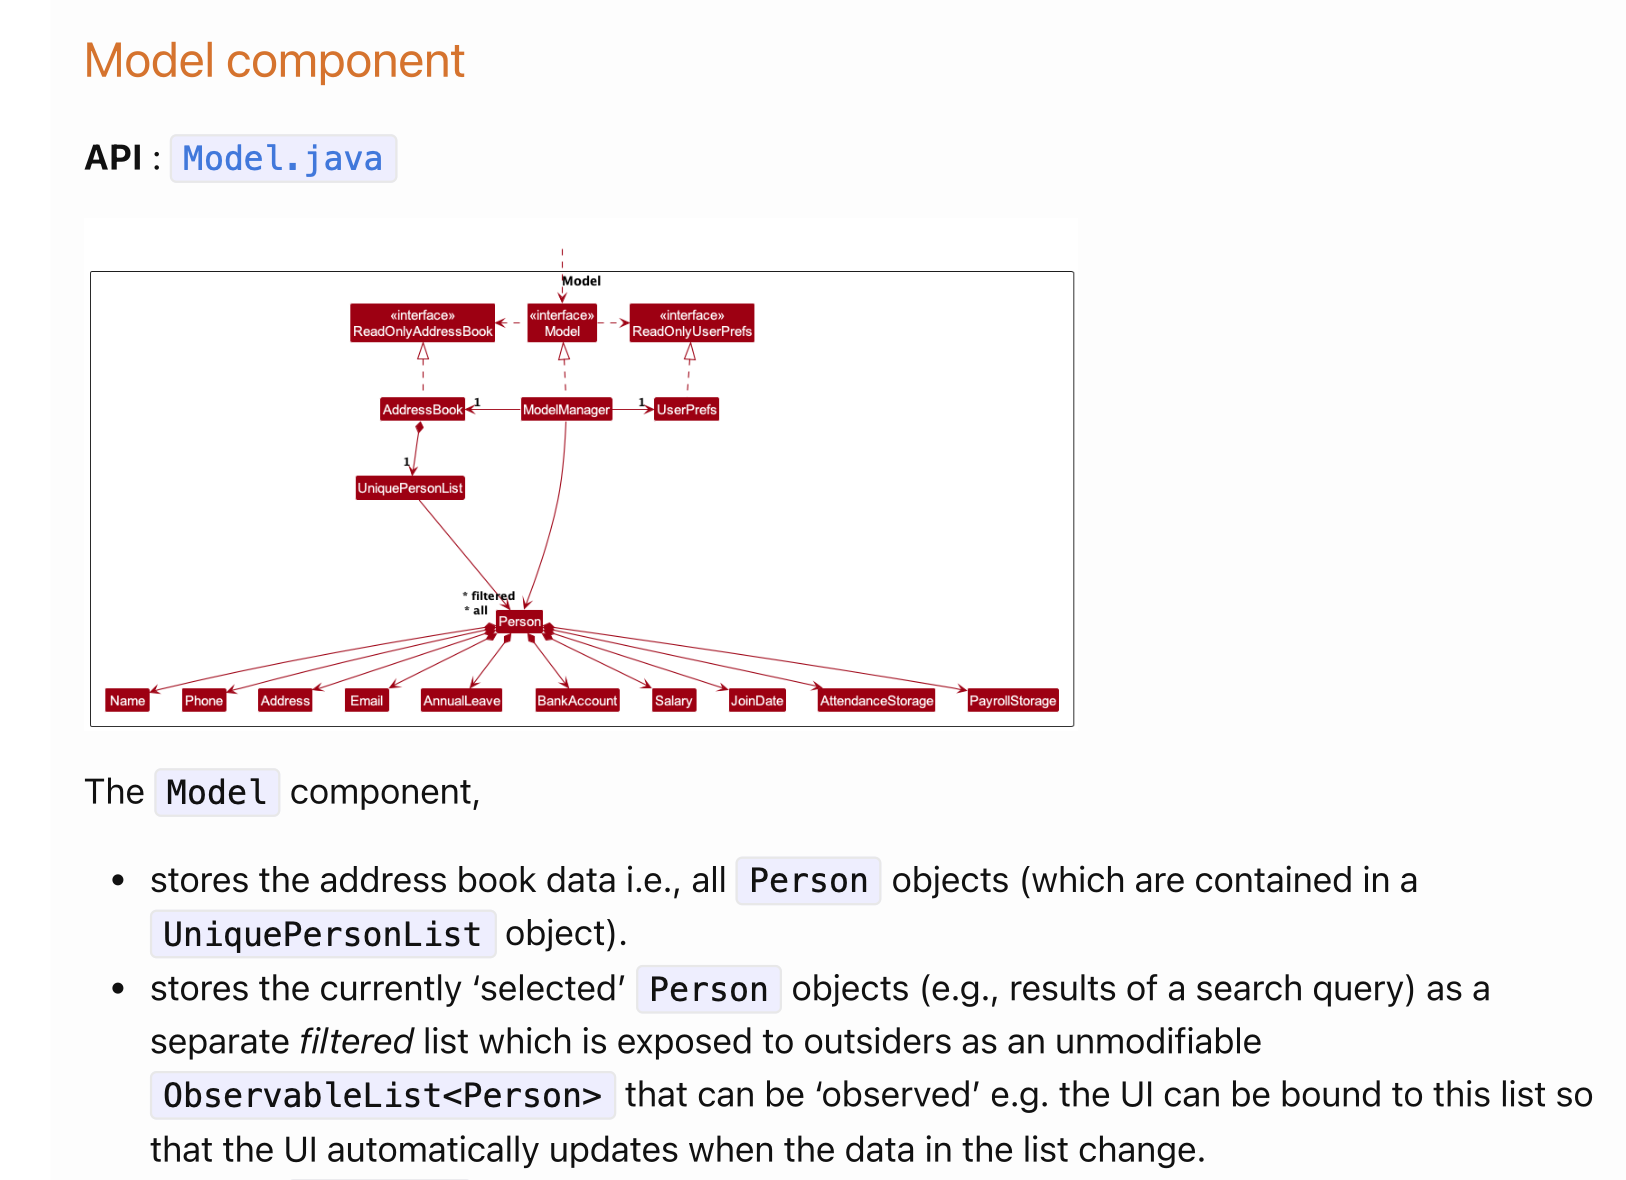 Model component
API : Model.java
Model
«interface» ReadOnlyAddressBook
«interface» Model
«interface» ReadOnlyUserPrefs
AddressBook
1
ModelManager
1
UserPrefs
1
UniquePersonList
* filtered
* all
Person
Name
Phone
Address
Email
AnnualLeave
BankAccount
Salary
JoinDate
AttendanceStorage
PayrollStorage
The Model component,
• stores the address book data i.e., all Person objects (which are contained in a
UniquePersonList object).
• stores the currently ‘selected’ Person objects (e.g., results of a search query) as a
separate filtered list which is exposed to outsiders as an unmodifiable
ObservableList<Person> that can be ‘observed’ e.g. the UI can be bound to this list so
that the UI automatically updates when the data in the list change.